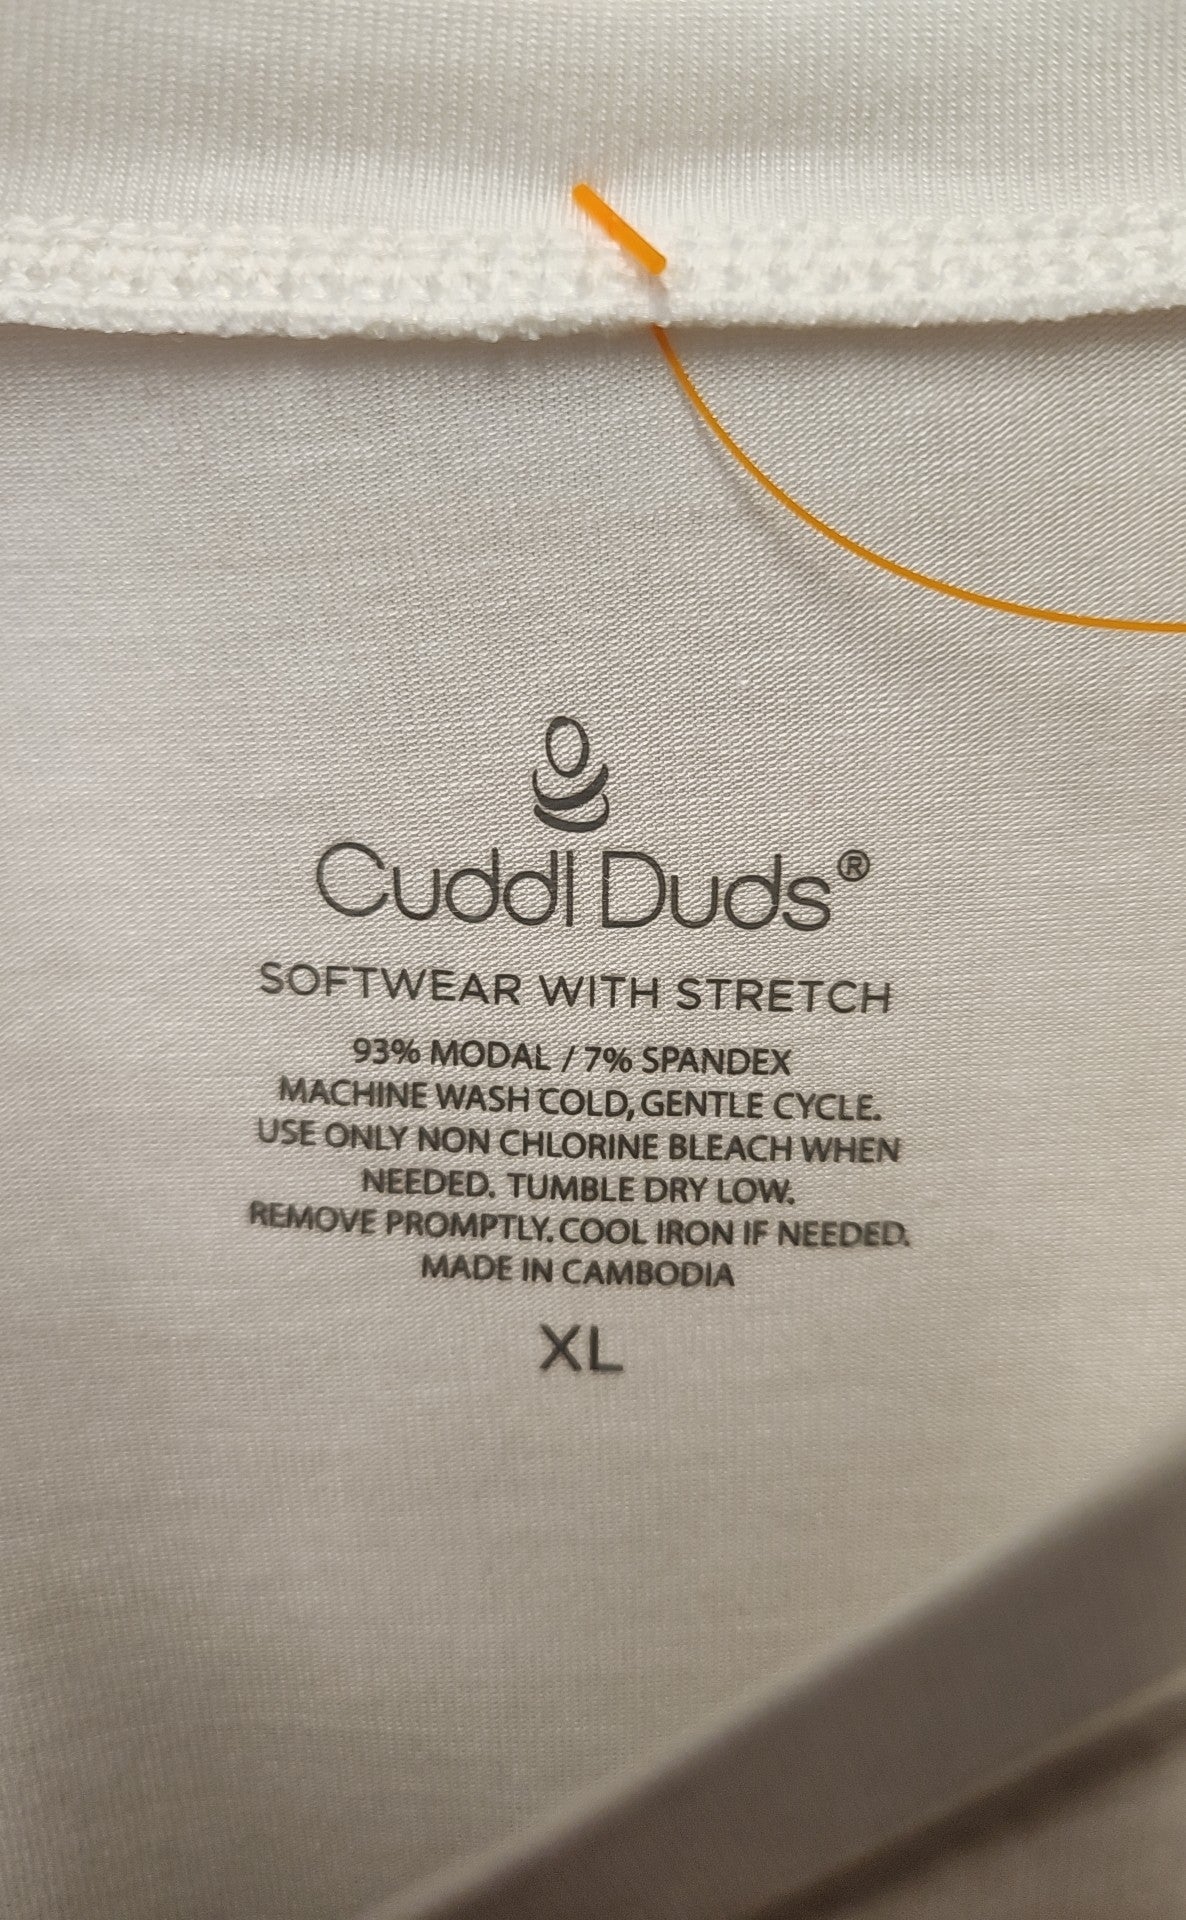 Cuddl Duds®
SOFTWEAR WITH STRETCH
93% MODAL / 7% SPANDEX
MACHINE WASH COLD, GENTLE CYCLE.
USE ONLY NON CHLORINE BLEACH WHEN
NEEDED. TUMBLE DRY LOW.
REMOVE PROMPTLY. COOL IRON IF NEEDED.
MADE IN CAMBODIA
XL